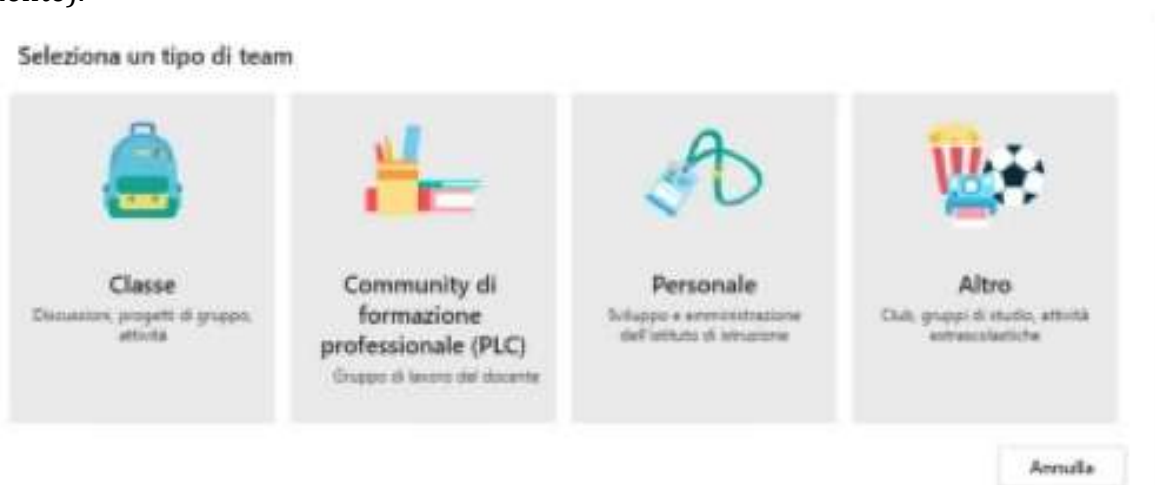 Seleziona un tipo di team
Classe
Discussioni, progetti di gruppo,
attività
Community di
formazione
professionale (PLC)
Gruppo di lavoro del docente
Personale
Sviluppo e amministrazione
dell'istituto di istruzione
Altro
Club, gruppi di studio, attività
extrascolastiche
Annulla